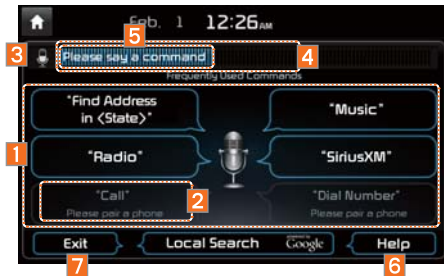 Feb. 1 12:26AM
5
3 Please say a command 4
Frequently Used Commands
"Find Address
in <State>"
"Music"
1 "Radio"
"SiriusXM"
"Call" 2
Please pair a phone
"Dial Number"
Please pair a phone
Exit
Local Search powered by Google
Help
7
6